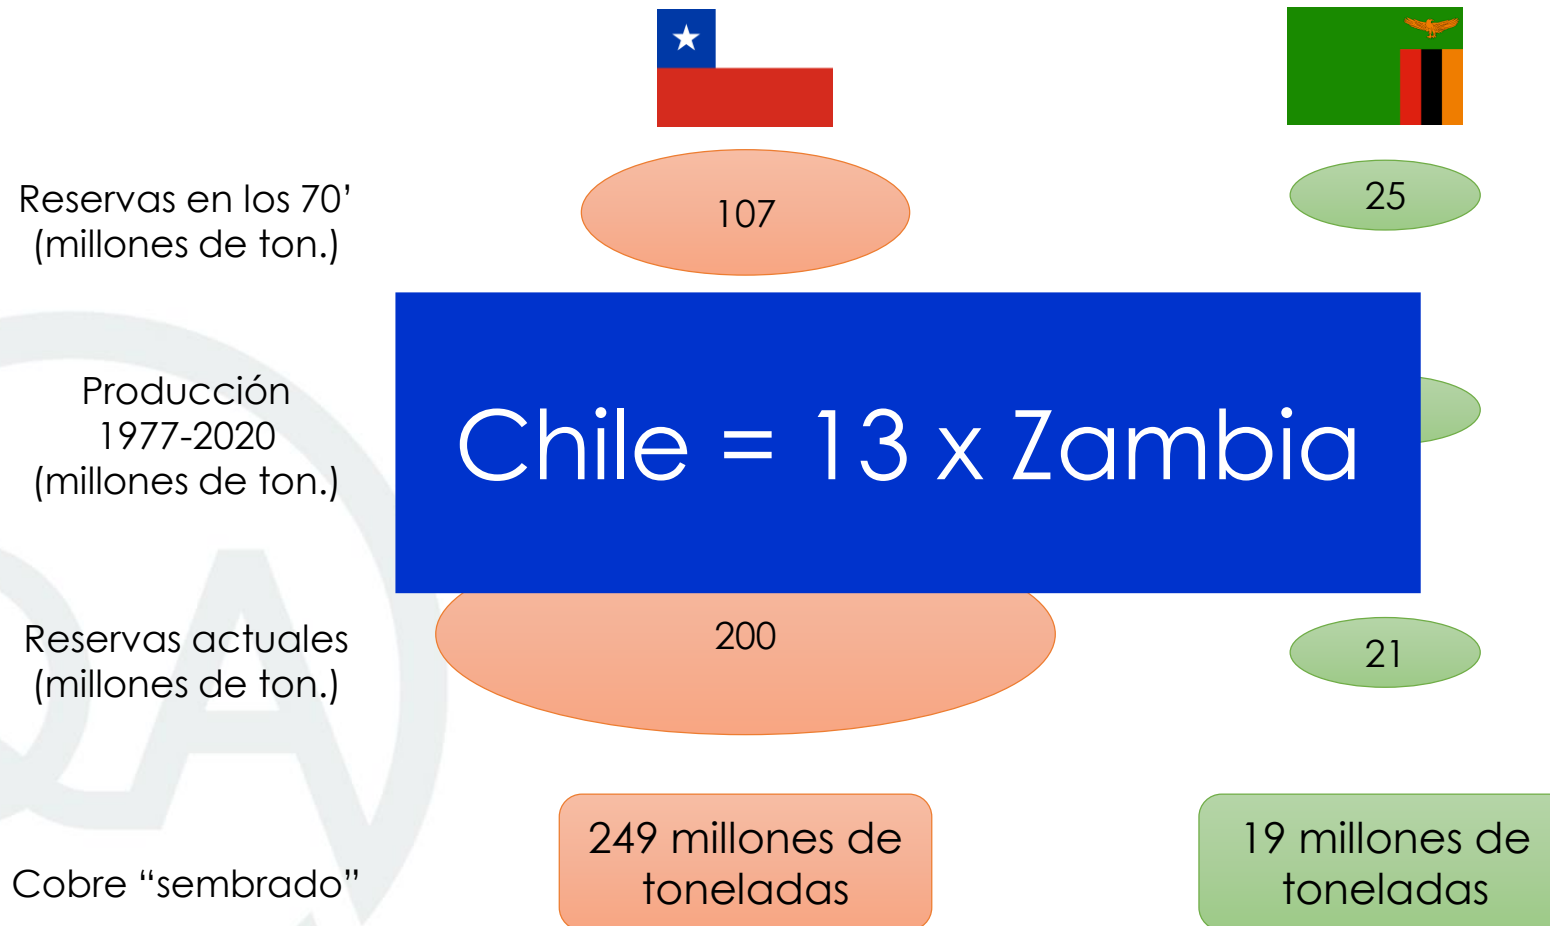 Reservas en los 70’
(millones de ton.)
107
25
Producción
1977-2020
(millones de ton.)
Chile = 13 x Zambia
Reservas actuales
(millones de ton.)
200
21
Cobre “sembrado”
249 millones de
toneladas
19 millones de
toneladas
QA